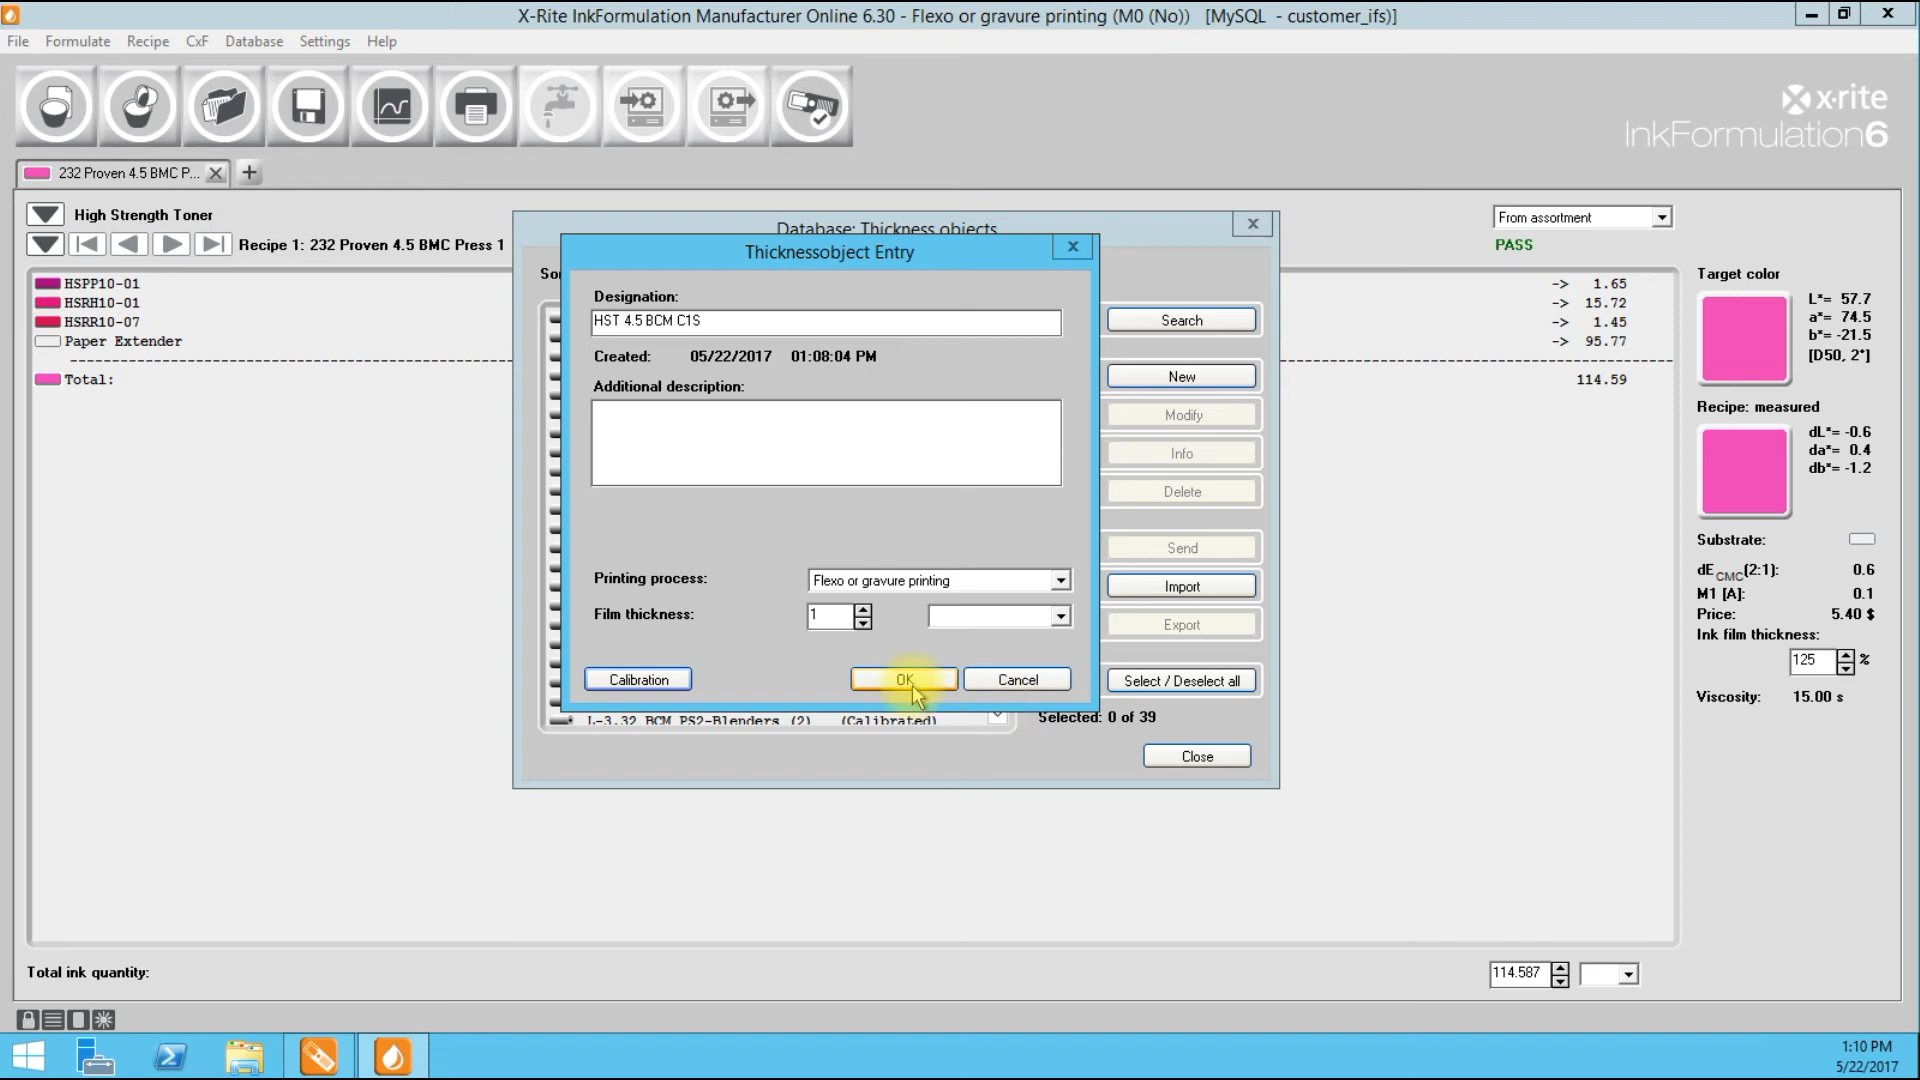 X-Rite InkFormulation Manufacturer Online 6.30 - Flexo or gravure printing (M0 (No)) [MySQL - customer_ifs)]
File Formulate Recipe CxF Database Settings Help
x-rite
InkFormulation6
232 Proven 4.5 BMC P...
High Strength Toner
From assortment
Recipe 1: 232 Proven 4.5 BMC Press 1
PASS
HSPP10-01 -> 1.65
HSRH10-01 -> 15.72
HSRR10-07 -> 1.45
Paper Extender -> 95.77
Total: 114.59
Database: Thickness objects
Thicknessobject Entry
Designation:
HST 4.5 BCM C1S
Created: 05/22/2017 01:08:04 PM
Additional description:
Printing process: Flexo or gravure printing
Film thickness: 1
Calibration OK Cancel
L-3.32 BCM PS2-Blenders (2) (Calibrated)
Search
New
Modify
Info
Delete
Send
Import
Export
Select / Deselect all
Selected: 0 of 39
Close
Target color
L*= 57.7
a*= 74.5
b*= -21.5
[D50, 2°]
Recipe: measured
dL*= -0.6
da*= 0.4
db*= -1.2
Substrate:
dE CMC(2:1): 0.6
M1 [A]: 0.1
Price: 5.40 $
Ink film thickness:
125 %
Viscosity: 15.00 s
Total ink quantity: 114.587
1:10 PM
5/22/2017